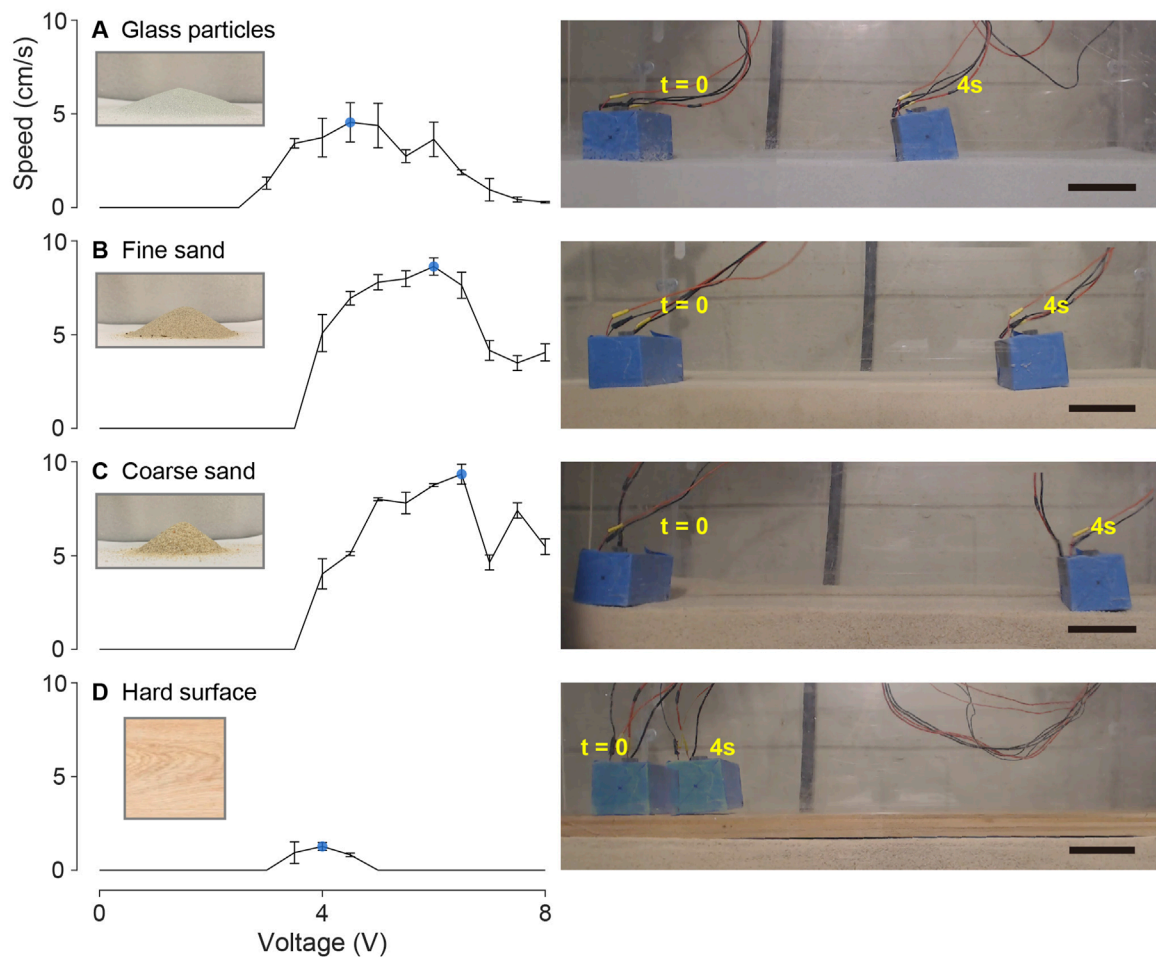 10
A Glass particles
Speed (cm/s)
5
0
t = 0
4s
10
B Fine sand
5
0
t = 0
4s
10
C Coarse sand
5
0
t = 0
4s
10
D Hard surface
5
0
t = 0
4s
0 4 8
Voltage (V)